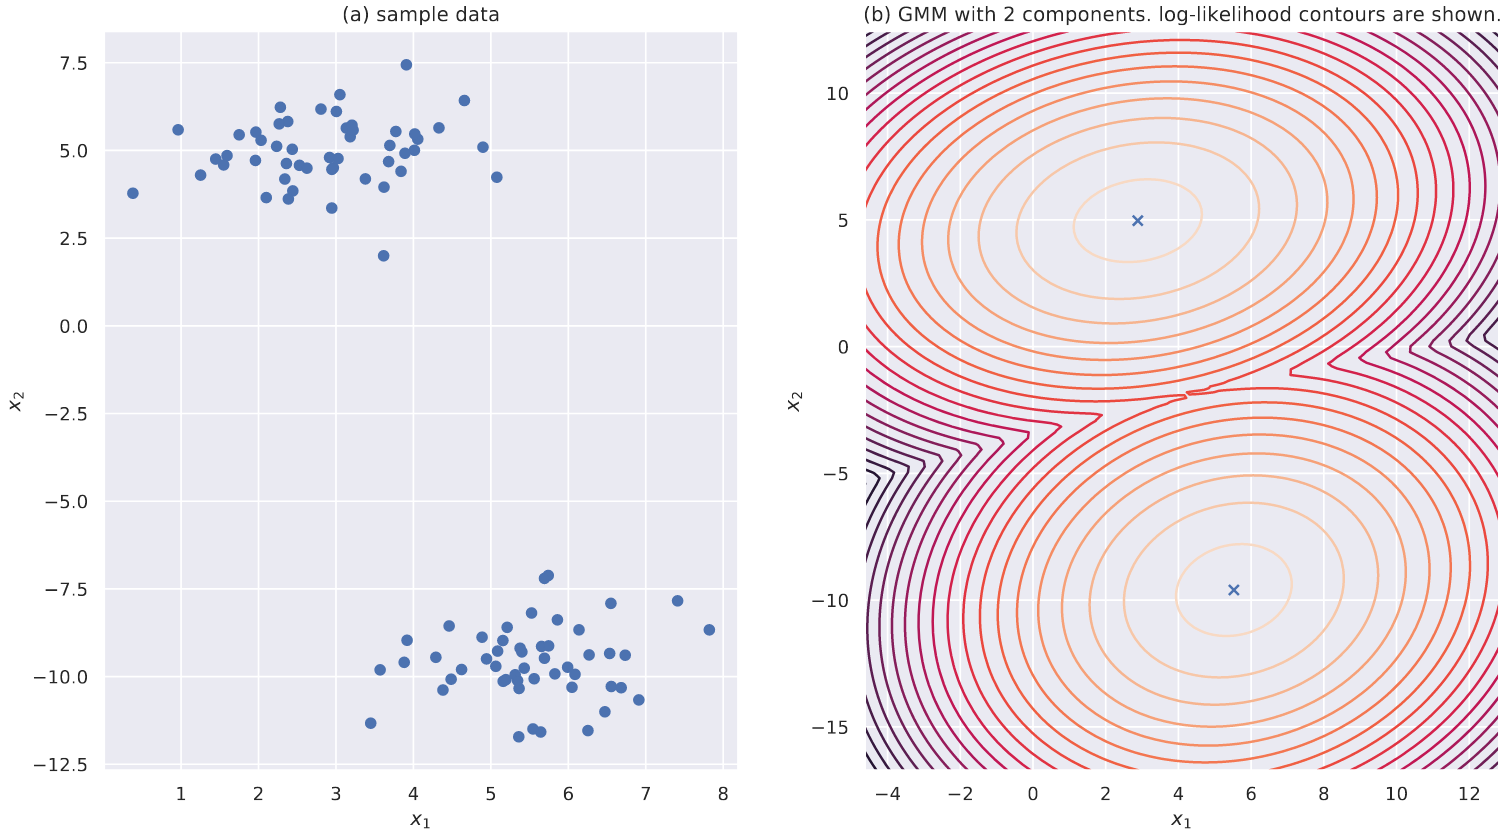 (a) sample data
7.5
5.0
2.5
0.0
−2.5
−5.0
−7.5
−10.0
−12.5
x₂
1 2 3 4 5 6 7 8
x₁
(b) GMM with 2 components. log-likelihood contours are shown.
10
5
0
−5
−10
−15
x₂
−4 −2 0 2 4 6 8 10 12
x₁